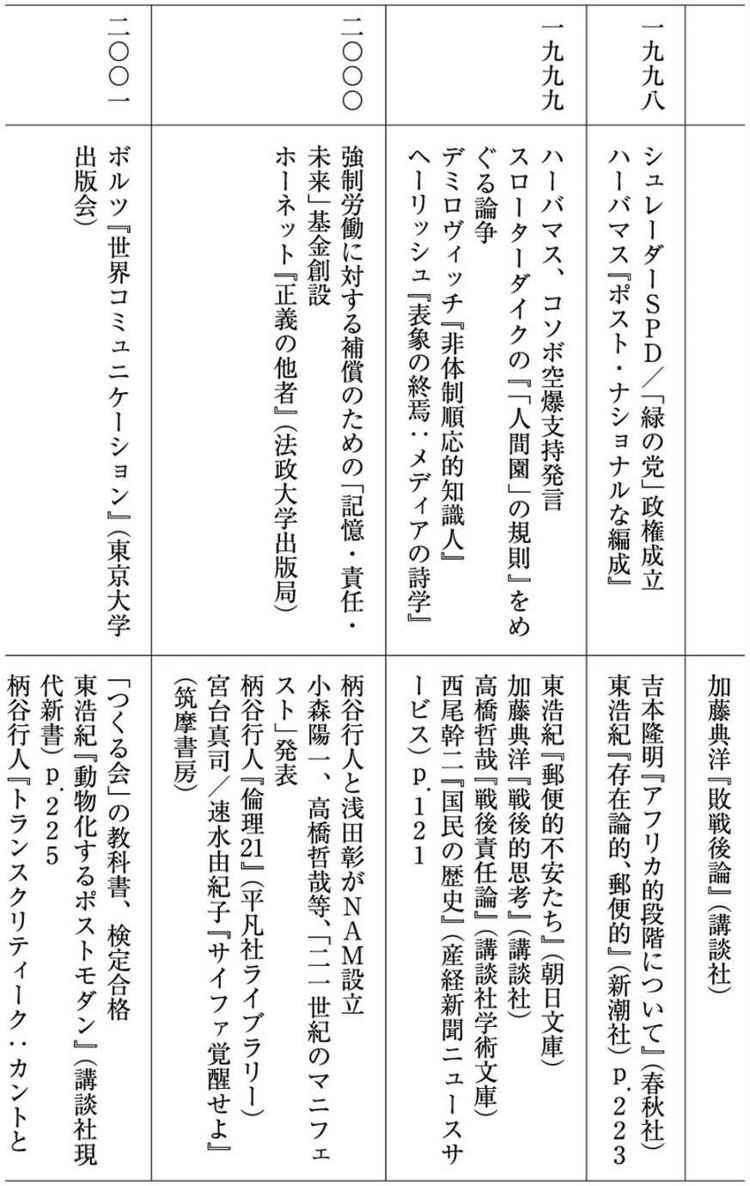 加藤典洋『敗戦後論』（講談社）
一九九八
シュレーダーSPD／「緑の党」政権成立
ハーバマス『ポスト・ナショナルな編成』
吉本隆明『アフリカ的段階について』（春秋社）
東浩紀『存在論的、郵便的』（新潮社）p.223
一九九九
ハーバマス、コソボ空爆支持発言
スローターダイクの『「人間園」の規則』をめ
ぐる論争
デミロヴィッチ『非体制順応的知識人』
ヘーリッシュ『表象の終焉：メディアの詩学』
東浩紀『郵便的不安たち』（朝日文庫）
加藤典洋『戦後的思考』（講談社）
高橋哲哉『戦後責任論』（講談社学術文庫）
西尾幹二『国民の歴史』（産経新聞ニュースサ
ービス）p.121
二〇〇〇
強制労働に対する補償のための「記憶・責任・
未来」基金創設
ホーネット『正義の他者』（法政大学出版局）
柄谷行人と浅田彰がNAM設立
小森陽一、高橋哲哉等、「二一世紀のマニフェ
スト」発表
柄谷行人『倫理21』（平凡社ライブラリー）
宮台真司／速水由紀子『サイファ覚醒せよ』
（筑摩書房）
二〇〇一
ボルツ『世界コミュニケーション』（東京大学
出版会）
「つくる会」の教科書、検定合格
東浩紀『動物化するポストモダン』（講談社現
代新書）p.225
柄谷行人『トランスクリティーク：カントと